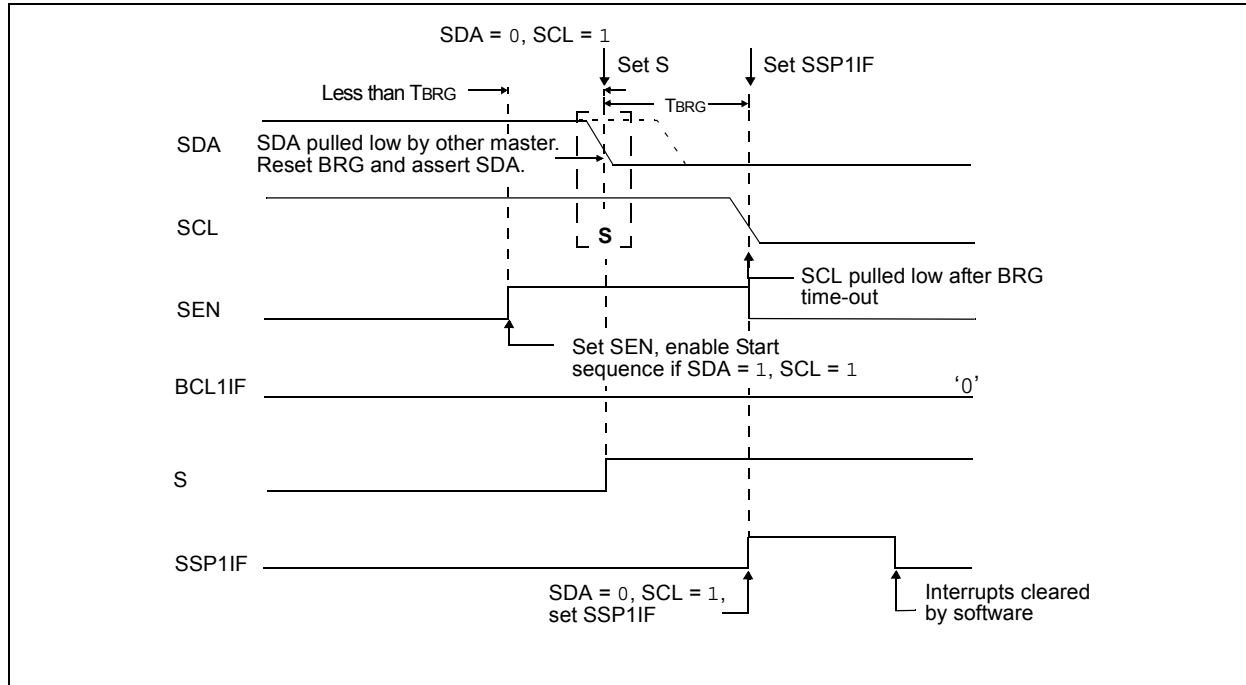 SDA = 0, SCL = 1
Set S
Set SSP1IF
Less than TBRG
TBRG
SDA
SDA pulled low by other master.
Reset BRG and assert SDA.
SCL
S
SCL pulled low after BRG
time-out
SEN
Set SEN, enable Start
sequence if SDA = 1, SCL = 1
BCL1IF
‘0’
S
SSP1IF
SDA = 0, SCL = 1,
set SSP1IF
Interrupts cleared
by software